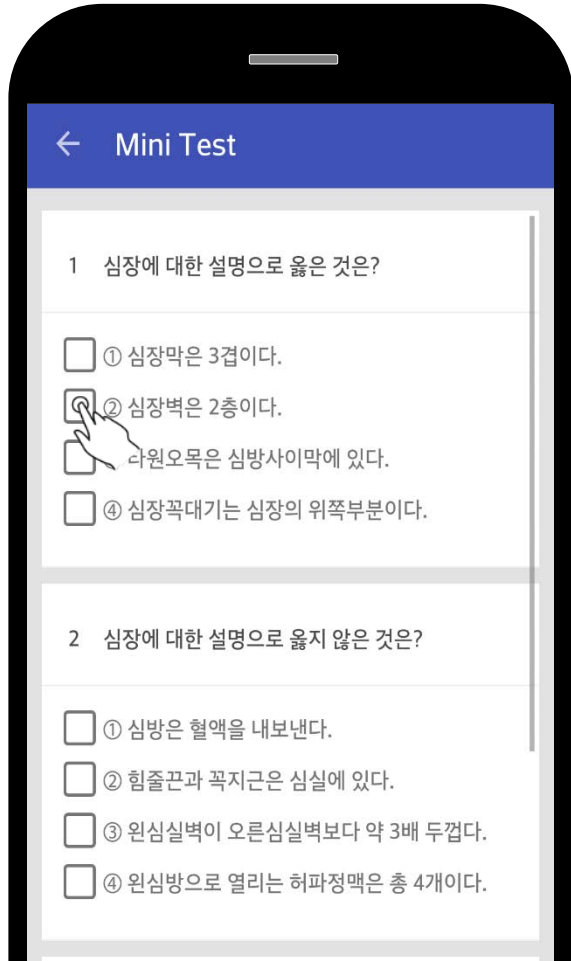 Mini Test
1 심장에 대한 설명으로 옳은 것은?
① 심장막은 3겹이다.
② 심장벽은 2층이다.
타원오목은 심방사이막에 있다.
④ 심장꼭대기는 심장의 위쪽부분이다.
2 심장에 대한 설명으로 옳지 않은 것은?
① 심방은 혈액을 내보낸다.
② 힘줄끈과 꼭지근은 심실에 있다.
③ 왼심실벽이 오른심실벽보다 약 3배 두껍다.
④ 왼심방으로 열리는 허파정맥은 총 4개이다.